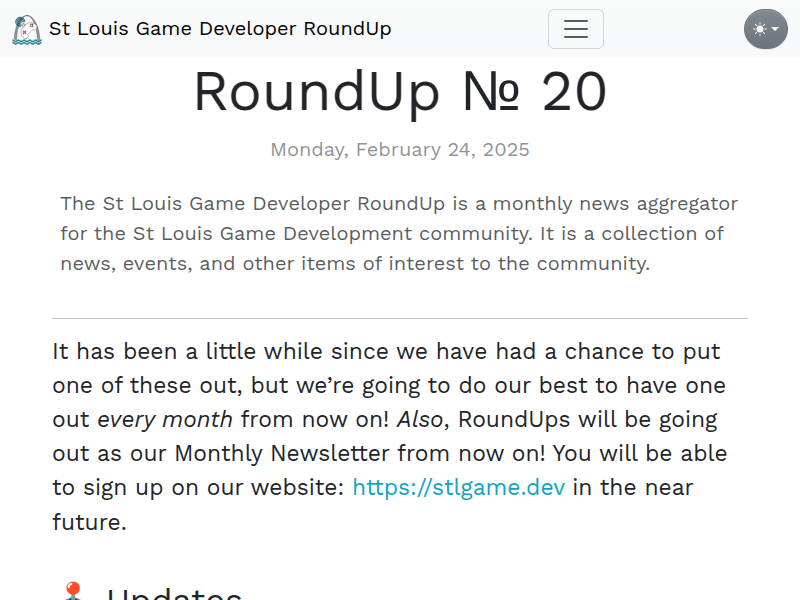 St Louis Game Developer RoundUp
RoundUp № 20
Monday, February 24, 2025
The St Louis Game Developer RoundUp is a monthly news aggregator
for the St Louis Game Development community. It is a collection of
news, events, and other items of interest to the community.
It has been a little while since we have had a chance to put
one of these out, but we’re going to do our best to have one
out every month from now on! Also, RoundUps will be going
out as our Monthly Newsletter from now on! You will be able
to sign up on our website: https://stlgame.dev in the near
future.
Updates